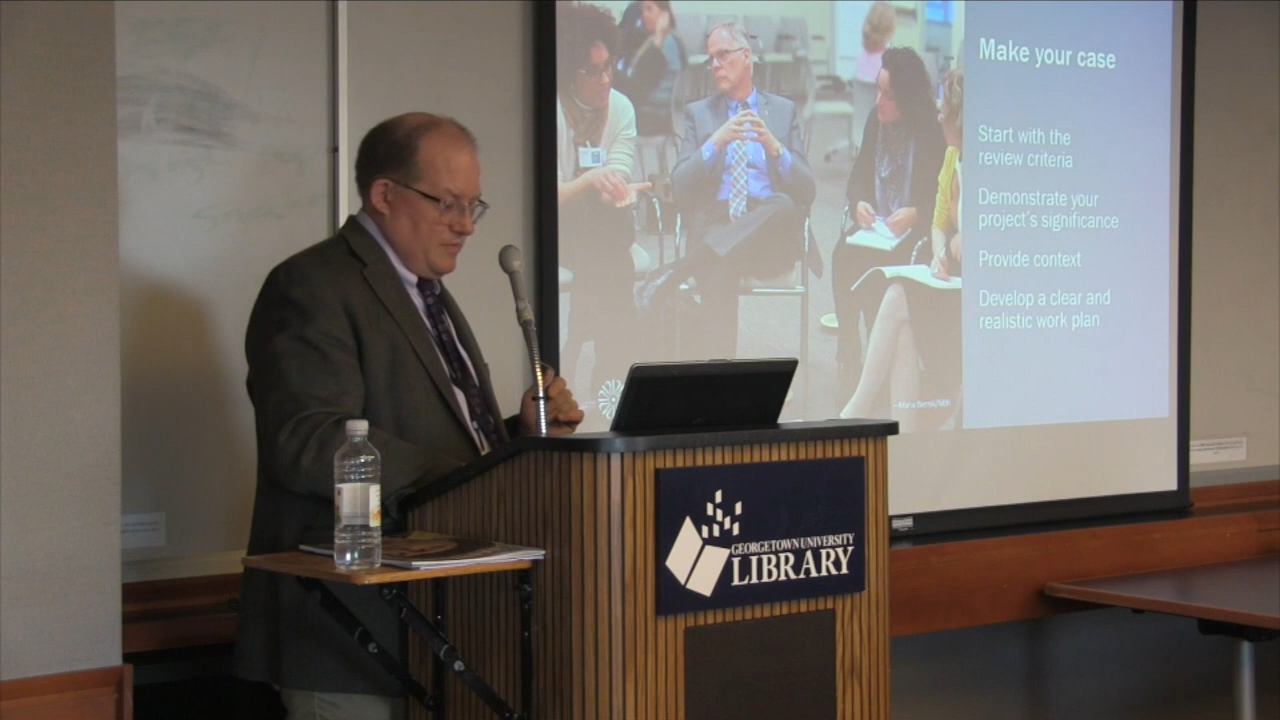 Make your case
Start with the
review criteria
Demonstrate your
project's significance
Provide context
Develop a clear and
realistic work plan
GEORGETOWN UNIVERSITY
LIBRARY